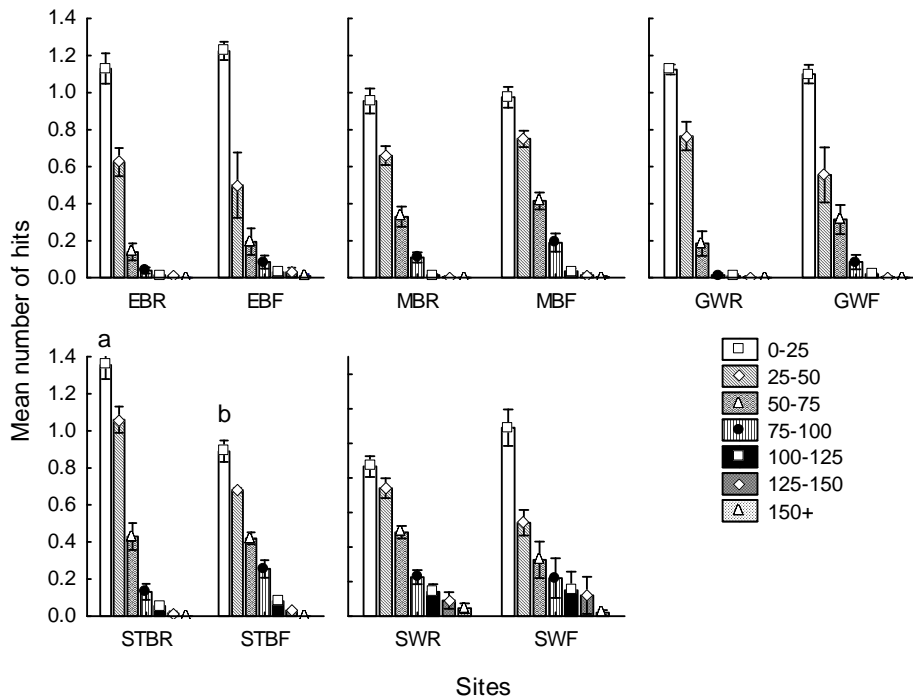 Mean number of hits
1.4
1.2
1.0
0.8
0.6
0.4
0.2
0.0
EBR EBF
MBR MBF
GWR GWF
a
b
1.4
1.2
1.0
0.8
0.6
0.4
0.2
0.0
STBR STBF
SWR SWF
0-25
25-50
50-75
75-100
100-125
125-150
150+
Sites